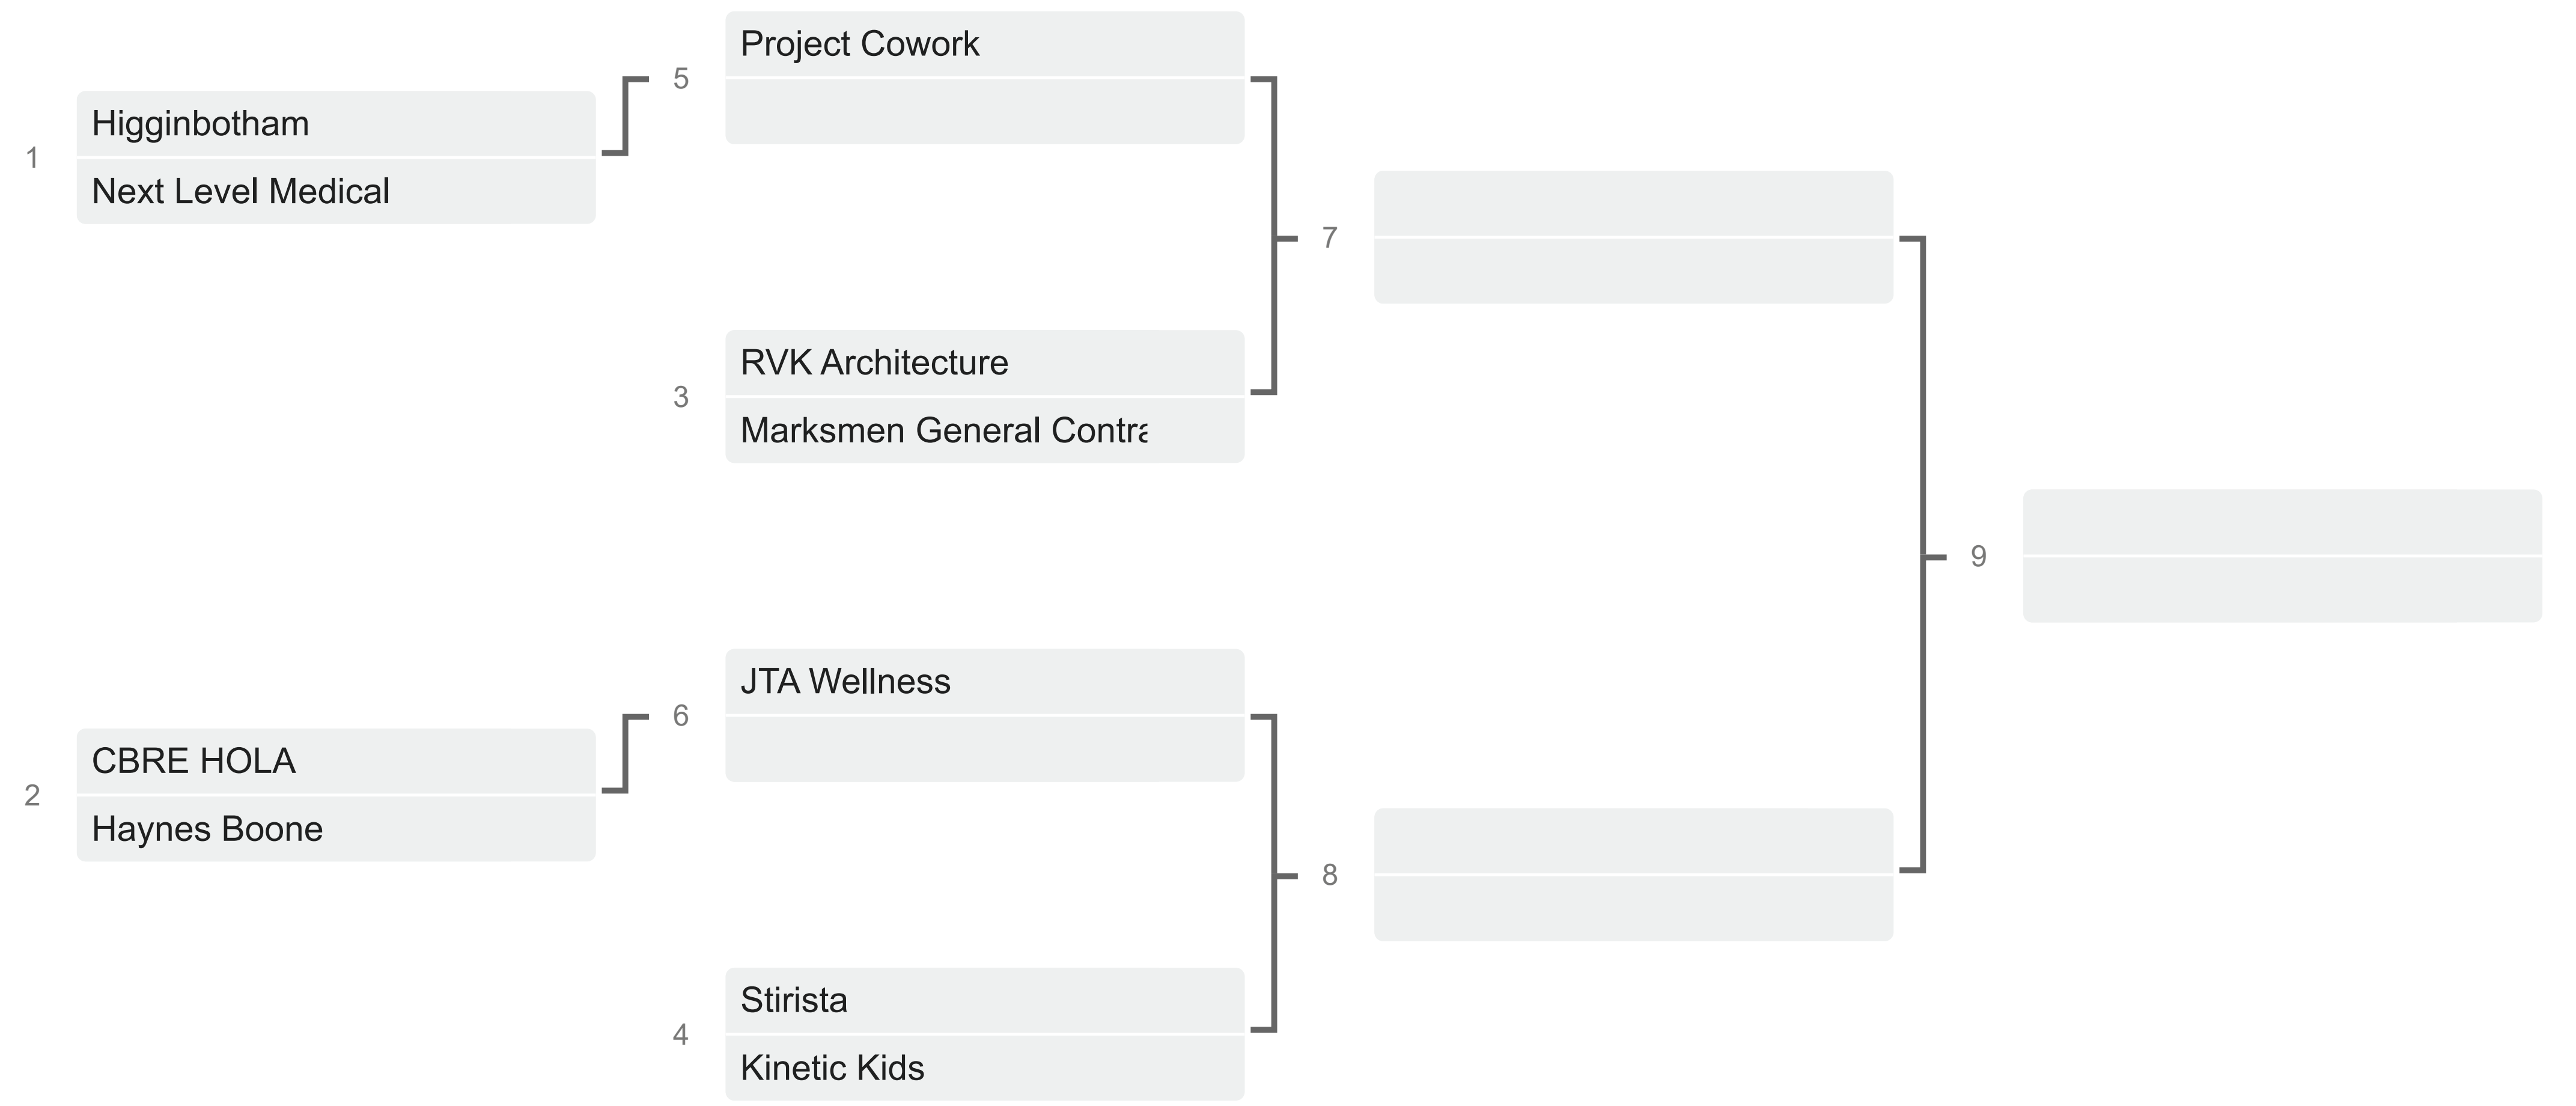 Project Cowork
5
Higginbotham
1
Next Level Medical
7
RVK Architecture
3
Marksmen General
9
JTA Wellness
6
CBRE HOLA
2
Haynes Boone
8
Stirista
4
Kinetic Kids